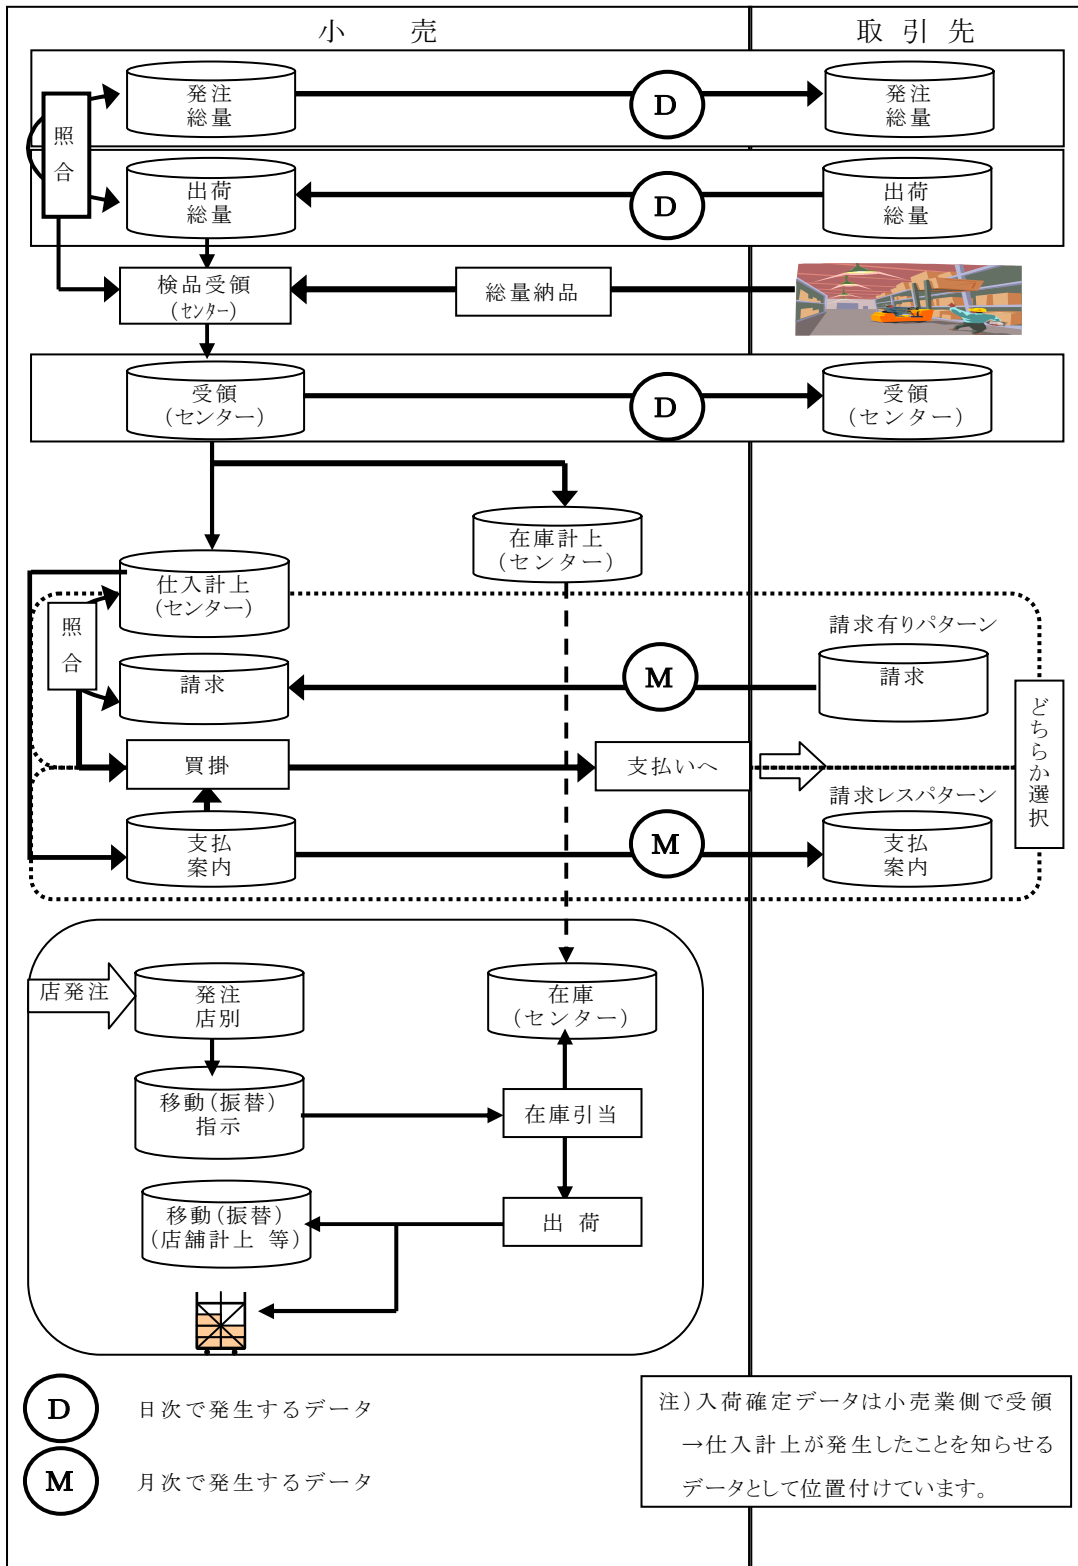 小　売
取 引 先
発注
総量
D
発注
総量
照
合
出荷
総量
D
出荷
総量
検品受領
(センター)
総量納品
受領
(センター)
D
受領
(センター)
在庫計上
(センター)
仕入計上
(センター)
照
合
請求有りパターン
請求
M
請求
どちらか選択
買掛
支払いへ
請求レスパターン
支払
案内
M
支払
案内
店発注
発注
店別
在庫
(センター)
移動(振替)
指示
在庫引当
移動(振替)
(店舗計上 等)
出 荷
D
日次で発生するデータ
M
月次で発生するデータ
注)入荷確定データは小売業側で受領
→仕入計上が発生したことを知らせる
データとして位置付けています。